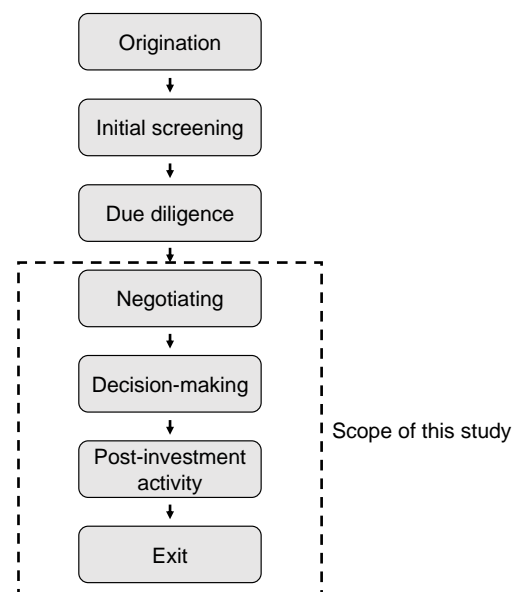 Origination
Initial screening
Due diligence
Negotiating
Decision-making
Scope of this study
Post-investment
activity
Exit